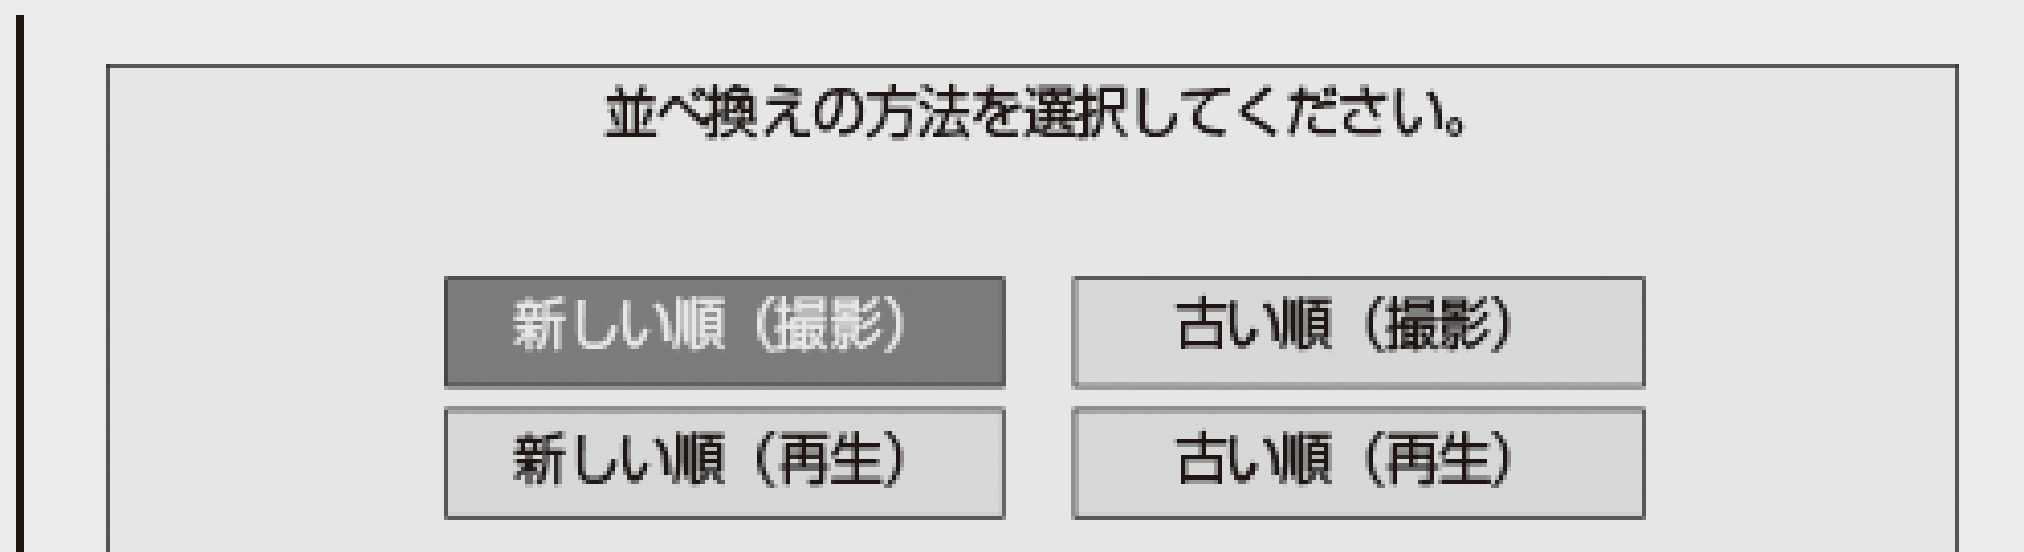 並べ換えの方法を選択してください。
新しい順（撮影） 古い順（撮影）
新しい順（再生） 古い順（再生）